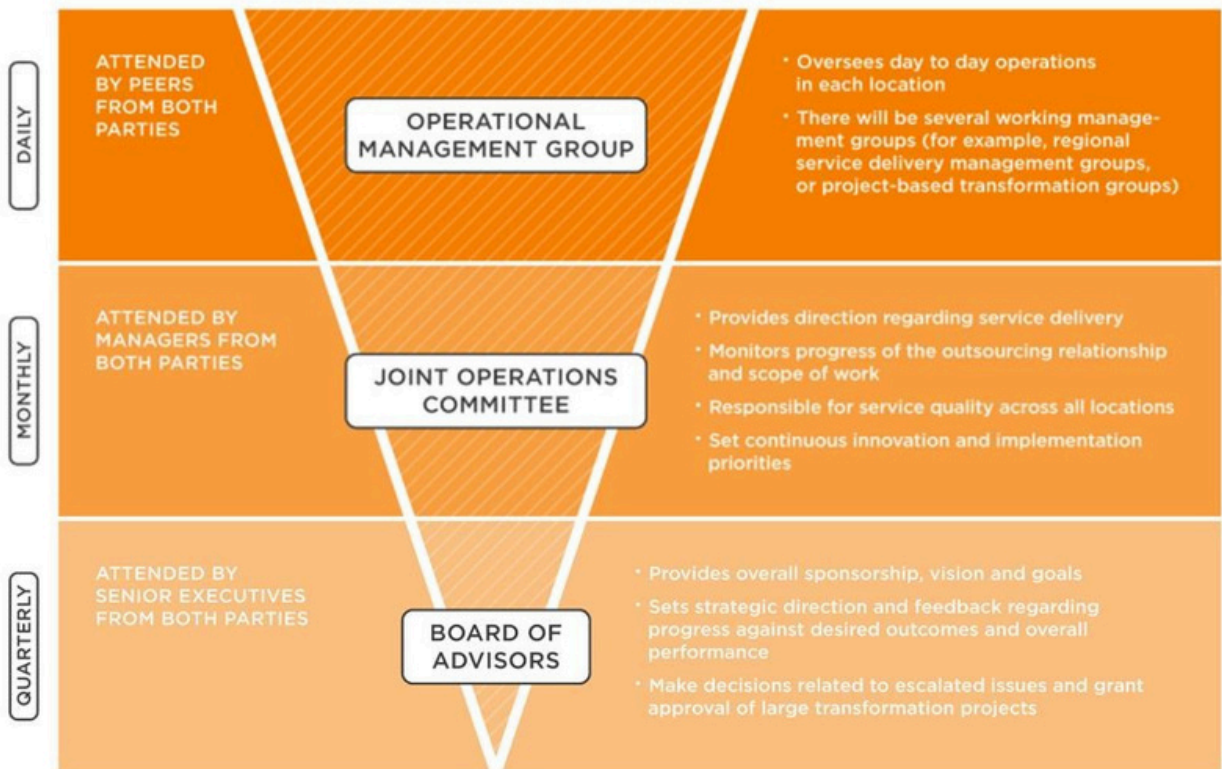 DAILY
ATTENDED
BY PEERS
FROM BOTH
PARTIES
OPERATIONAL
MANAGEMENT GROUP
• Oversees day to day operations
in each location
• There will be several working manage-
ment groups (for example, regional
service delivery management groups,
or project-based transformation groups)
MONTHLY
ATTENDED BY
MANAGERS FROM
BOTH PARTIES
JOINT OPERATIONS
COMMITTEE
• Provides direction regarding service delivery
• Monitors progress of the outsourcing relationship
and scope of work
• Responsible for service quality across all locations
• Set continuous innovation and implementation
priorities
QUARTERLY
ATTENDED BY
SENIOR EXECUTIVES
FROM BOTH PARTIES
BOARD OF
ADVISORS
• Provides overall sponsorship, vision and goals
• Sets strategic direction and feedback regarding
progress against desired outcomes and overall
performance
• Make decisions related to escalated issues and grant
approval of large transformation projects